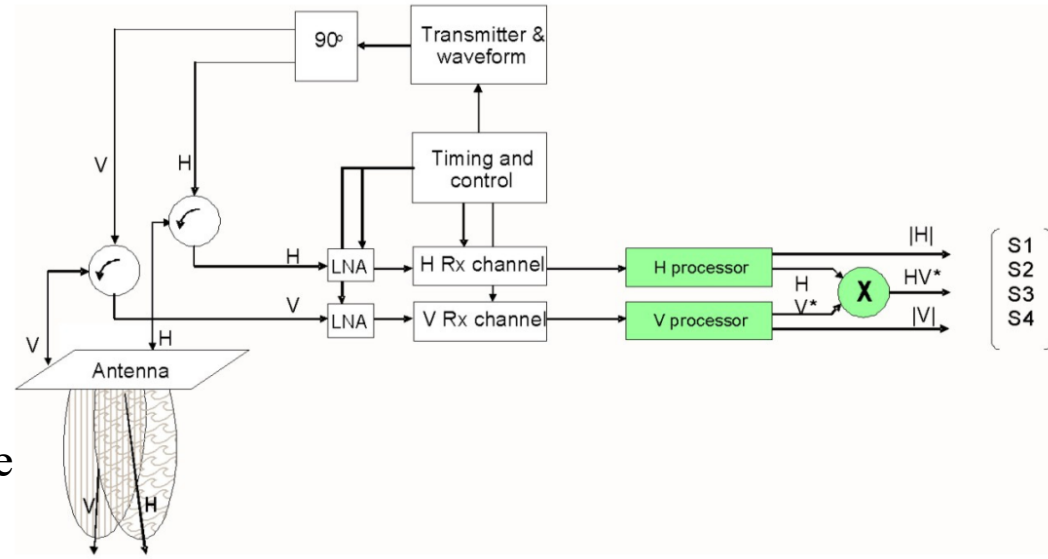 90º
Transmitter &
waveform
V
H
Timing and
control
H
LNA
H Rx channel
H processor
|H|
H
V*
X
HV*
S1
S2
S3
S4
V
LNA
V Rx channel
V processor
|V|
V
H
Antenna
e
V
H